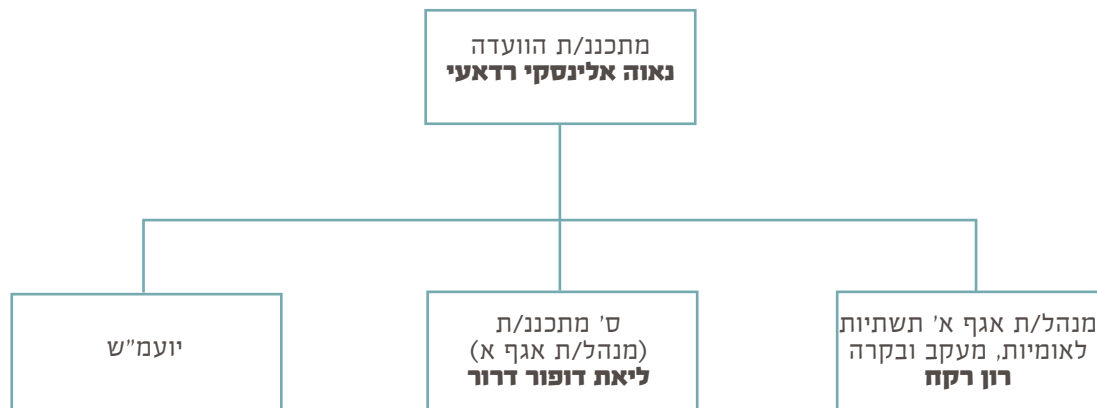 מתכננ/ת הוועדה
נאוה אלינסקי רדאעי
מנהל/ת אגף א' תשתיות
לאומיות, מעקב ובקרה
רון רקח
ס' מתכננ/ת
(מנהל/ת אגף א)
ליאת דופור דרור
יועמ"ש